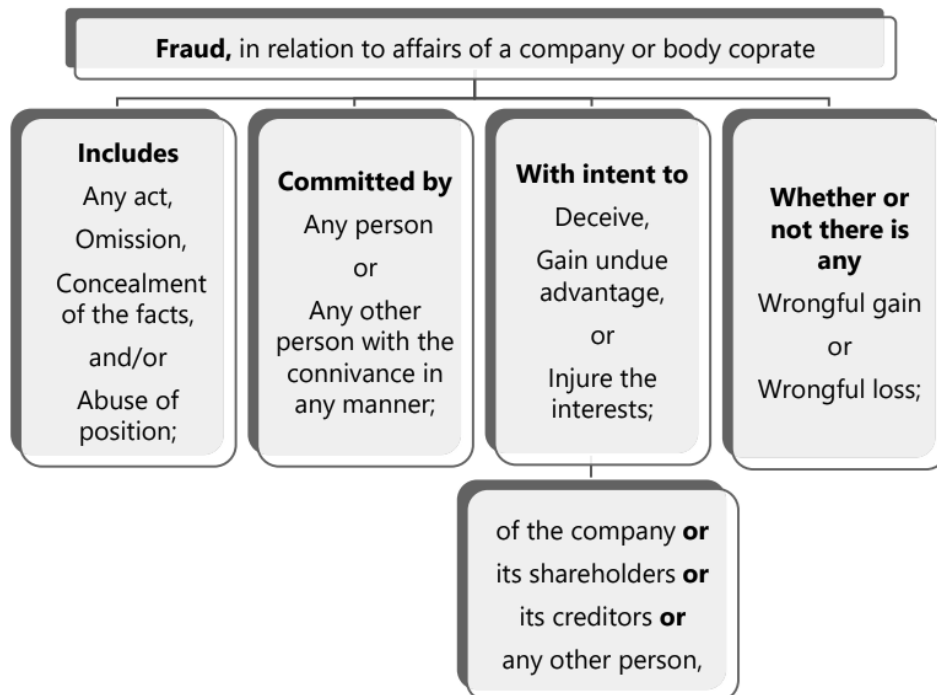 Fraud, in relation to affairs of a company or body coprate
Includes
Any act,
Omission,
Concealment
of the facts,
and/or
Abuse of
position;
Committed by
Any person
or
Any other
person with the
connivance in
any manner;
With intent to
Deceive,
Gain undue
advantage,
or
Injure the
interests;
of the company or
its shareholders or
its creditors or
any other person,
Whether or
not there is
any
Wrongful gain
or
Wrongful loss;